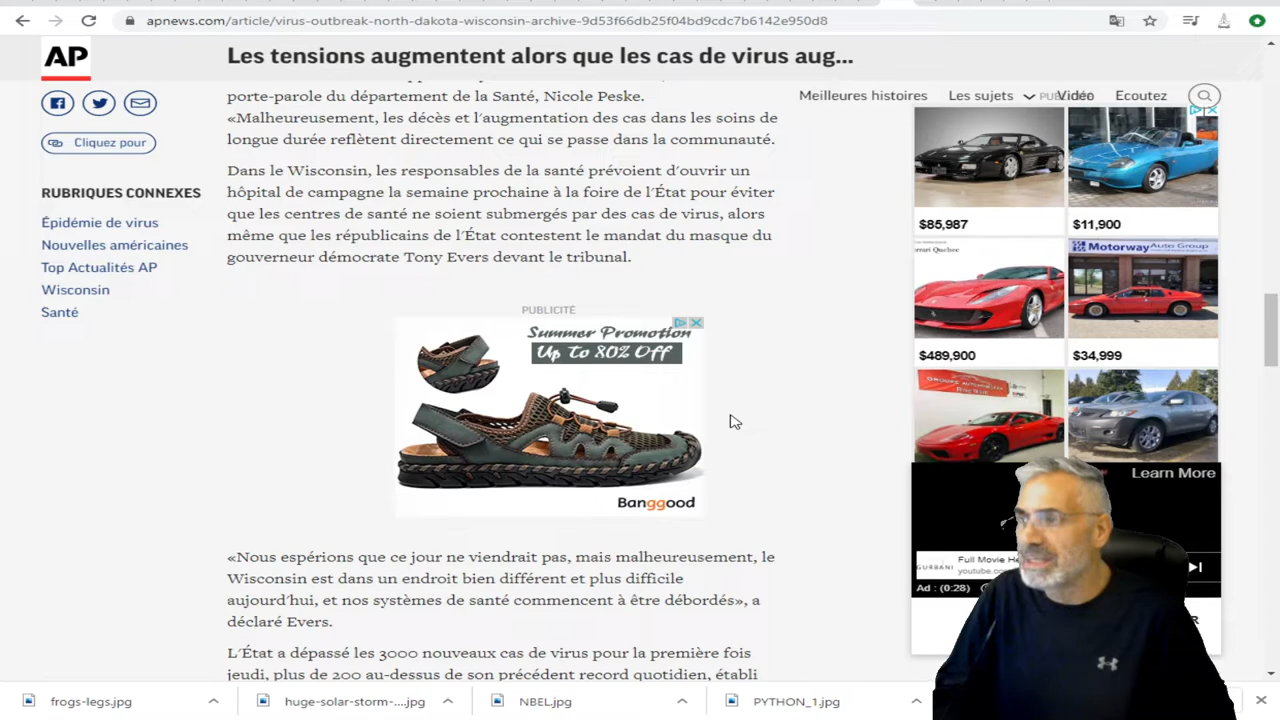 apnews.com/article/virus-outbreak-north-dakota-wisconsin-archive-9d53f66db25f04bd9cdc7b6142e950d8
AP
Les tensions augmentent alors que les cas de virus aug...
Meilleures histoires
Les sujets
Vidéo
Ecoutez
Cliquez pour
RUBRIQUES CONNEXES
Épidémie de virus
Nouvelles américaines
Top Actualités AP
Wisconsin
Santé
porte-parole du département de la Santé, Nicole Peske.
«Malheureusement, les décès et l'augmentation des cas dans les soins de
longue durée reflètent directement ce qui se passe dans la communauté.
Dans le Wisconsin, les responsables de la santé prévoient d'ouvrir un
hôpital de campagne la semaine prochaine à la foire de l'État pour éviter
que les centres de santé ne soient submergés par des cas de virus, alors
même que les républicains de l'État contestent le mandat du masque du
gouverneur démocrate Tony Evers devant le tribunal.
PUBLICITÉ
Summer Promotion
Up To 80% Off
Banggood
«Nous espérions que ce jour ne viendrait pas, mais malheureusement, le
Wisconsin est dans un endroit bien différent et plus difficile
aujourd'hui, et nos systèmes de santé commencent à être débordés», a
déclaré Evers.
L'État a dépassé les 3000 nouveaux cas de virus pour la première fois
jeudi, plus de 200 au-dessus de son précédent record quotidien, établi
$85,987
$11,900
Ferrari Quebec
Motorway Auto Group
$489,900
$34,999
Learn More
GURBANI
Full Movie He
youtube.co
Ad : (0:28)
frogs-legs.jpg
huge-solar-storm-....jpg
NBEL.jpg
PYTHON_1.jpg